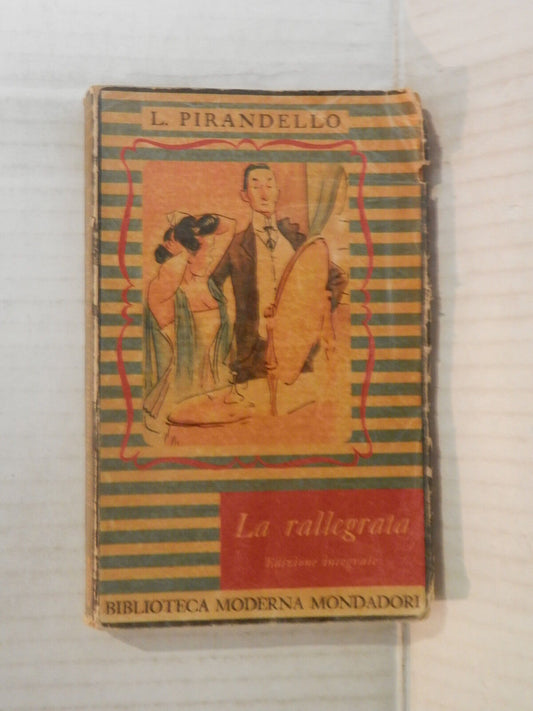 L. PIRANDELLO
La rallegrata
Edizione integrale
BIBLIOTECA MODERNA MONDADORI